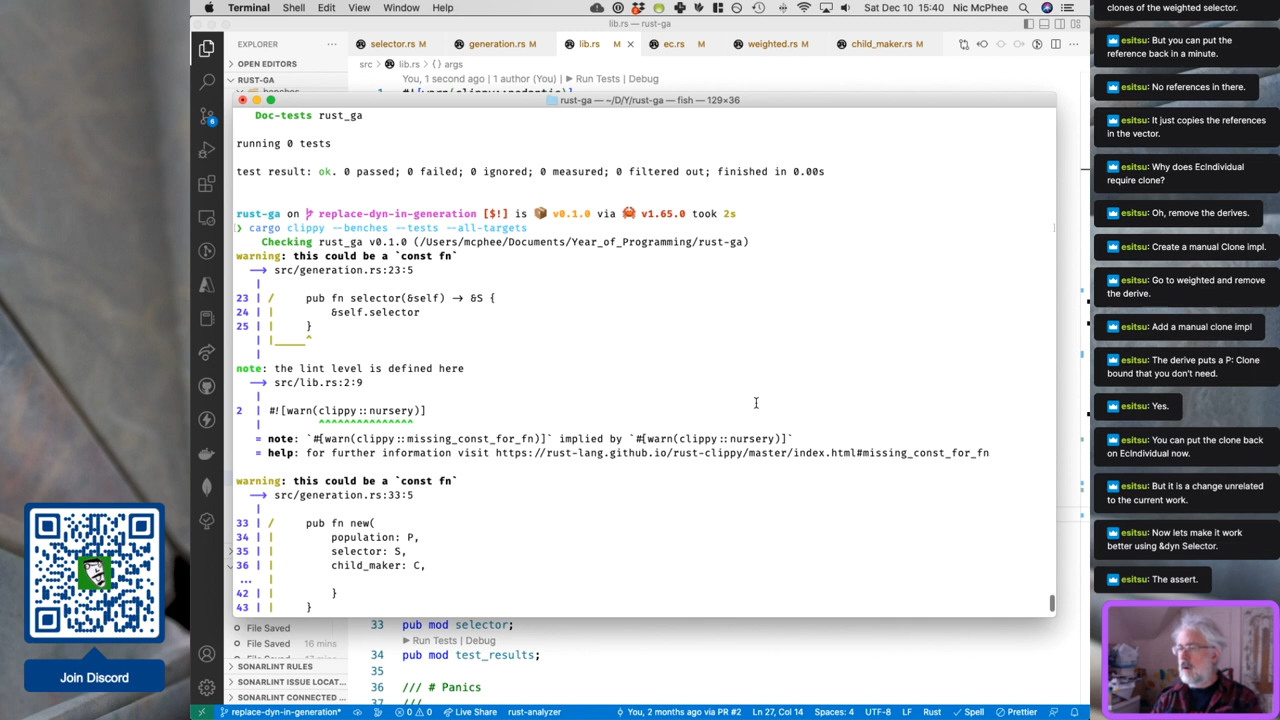 Terminal Shell Edit View Window Help
Sat Dec 10 15:40 Nic McPhee
lib.rs — rust-ga
EXPLORER
selector.rs M
generation.rs M
lib.rs M
ec.rs M
weighted.rs M
child_maker.rs M
OPEN EDITORS
src > lib.rs > {} args
RUST-GA
You, 1 second ago | 1 author (You) | ▶ Run Tests | Debug
rust-ga — ~/D/Y/rust-ga — fish — 129×36
Doc-tests rust_ga
running 0 tests
test result: ok. 0 passed; 0 failed; 0 ignored; 0 measured; 0 filtered out; finished in 0.00s
rust-ga on replace-dyn-in-generation [$!] is 📦 v0.1.0 via 🦀 v1.65.0 took 2s
❯ cargo clippy --benches --tests --all-targets
Checking rust_ga v0.1.0 (/Users/mcphee/Documents/Year_of_Programming/rust-ga)
warning: this could be a `const fn`
--> src/generation.rs:23:5
|
23 | / pub fn selector(&self) -> &S {
24 | | &self.selector
25 | | }
| |_____^
|
note: the lint level is defined here
--> src/lib.rs:2:9
|
2 | #![warn(clippy::nursery)]
| ^^^^^^^^^^^^^^^
= note: `#[warn(clippy::missing_const_for_fn)]` implied by `#[warn(clippy::nursery)]`
= help: for further information visit https://rust-lang.github.io/rust-clippy/master/index.html#missing_const_for_fn
warning: this could be a `const fn`
--> src/generation.rs:33:5
|
33 | / pub fn new(
34 | | population: P,
35 | | selector: S,
36 | | child_maker: C,
... |
42 | | }
43 | | }
File Saved
File Saved 16 mins
File Saved
SONARLINT RULES
SONARLINT ISSUE LOCAT...
SONARLINT CONNECTED ...
33 pub mod selector;
▶ Run Tests | Debug
34 pub mod test_results;
35
36 /// # Panics
replace-dyn-in-generation*
0 0
Live Share
rust-analyzer
You, 2 months ago via PR #2
Ln 27, Col 14
Spaces: 4
UTF-8
LF
Rust
Spell
Prettier
Join Discord
clones of the weighted selector.
esitsu: But you can put the
reference back in a minute.
esitsu: No references in there.
esitsu: It just copies the references
in the vector.
esitsu: Why does EcIndividual
require clone?
esitsu: Oh, remove the derives.
esitsu: Create a manual Clone impl.
esitsu: Go to weighted and remove
the derive.
esitsu: Add a manual clone impl
esitsu: The derive puts a P: Clone
bound that you don't need.
esitsu: Yes.
esitsu: You can put the clone back
on EcIndividual now.
esitsu: But it is a change unrelated
to the current work.
esitsu: Now lets make it work
better using &dyn Selector.
esitsu: The assert.